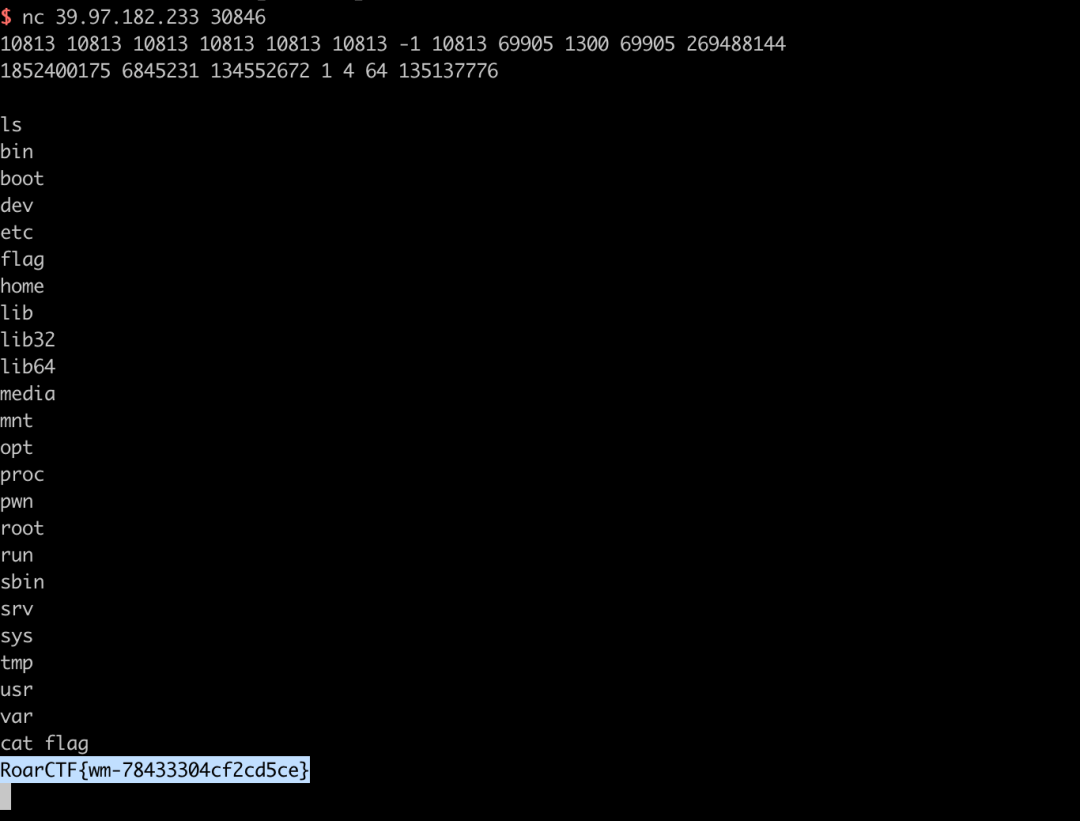 $ nc 39.97.182.233 30846
10813 10813 10813 10813 10813 10813 -1 10813 69905 1300 69905 269488144
1852400175 6845231 134552672 1 4 64 135137776
ls
bin
boot
dev
etc
flag
home
lib
lib32
lib64
media
mnt
opt
proc
pwn
root
run
sbin
srv
sys
tmp
usr
var
cat flag
RoarCTF{wm-78433304cf2cd5ce}